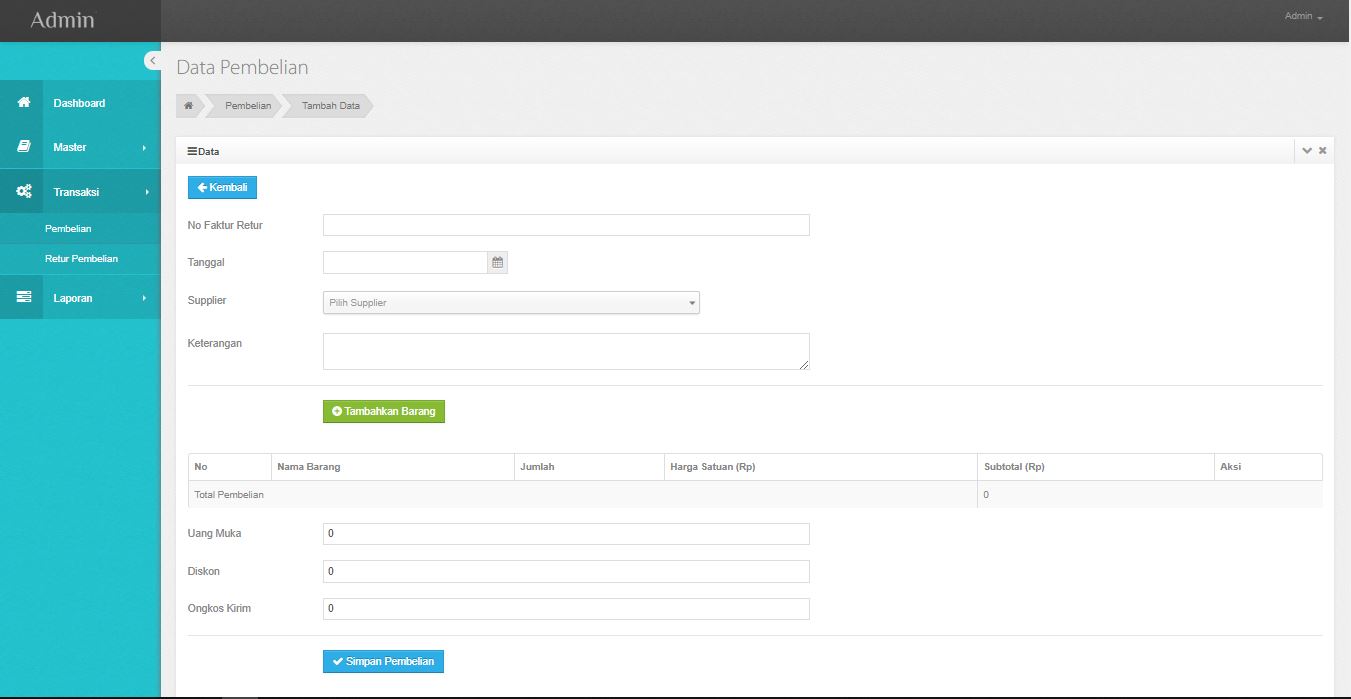 Admin
Admin
Data Pembelian
Dashboard
Pembelian
Tambah Data
Master
Data
Transaksi
Kembali
Pembelian
No Faktur Retur
Retur Pembelian
Tanggal
Laporan
Supplier
Pilih Supplier
Keterangan
Tambahkan Barang
No Nama Barang Jumlah Harga Satuan (Rp) Subtotal (Rp) Aksi
Total Pembelian 0
Uang Muka 0
Diskon 0
Ongkos Kirim 0
Simpan Pembelian